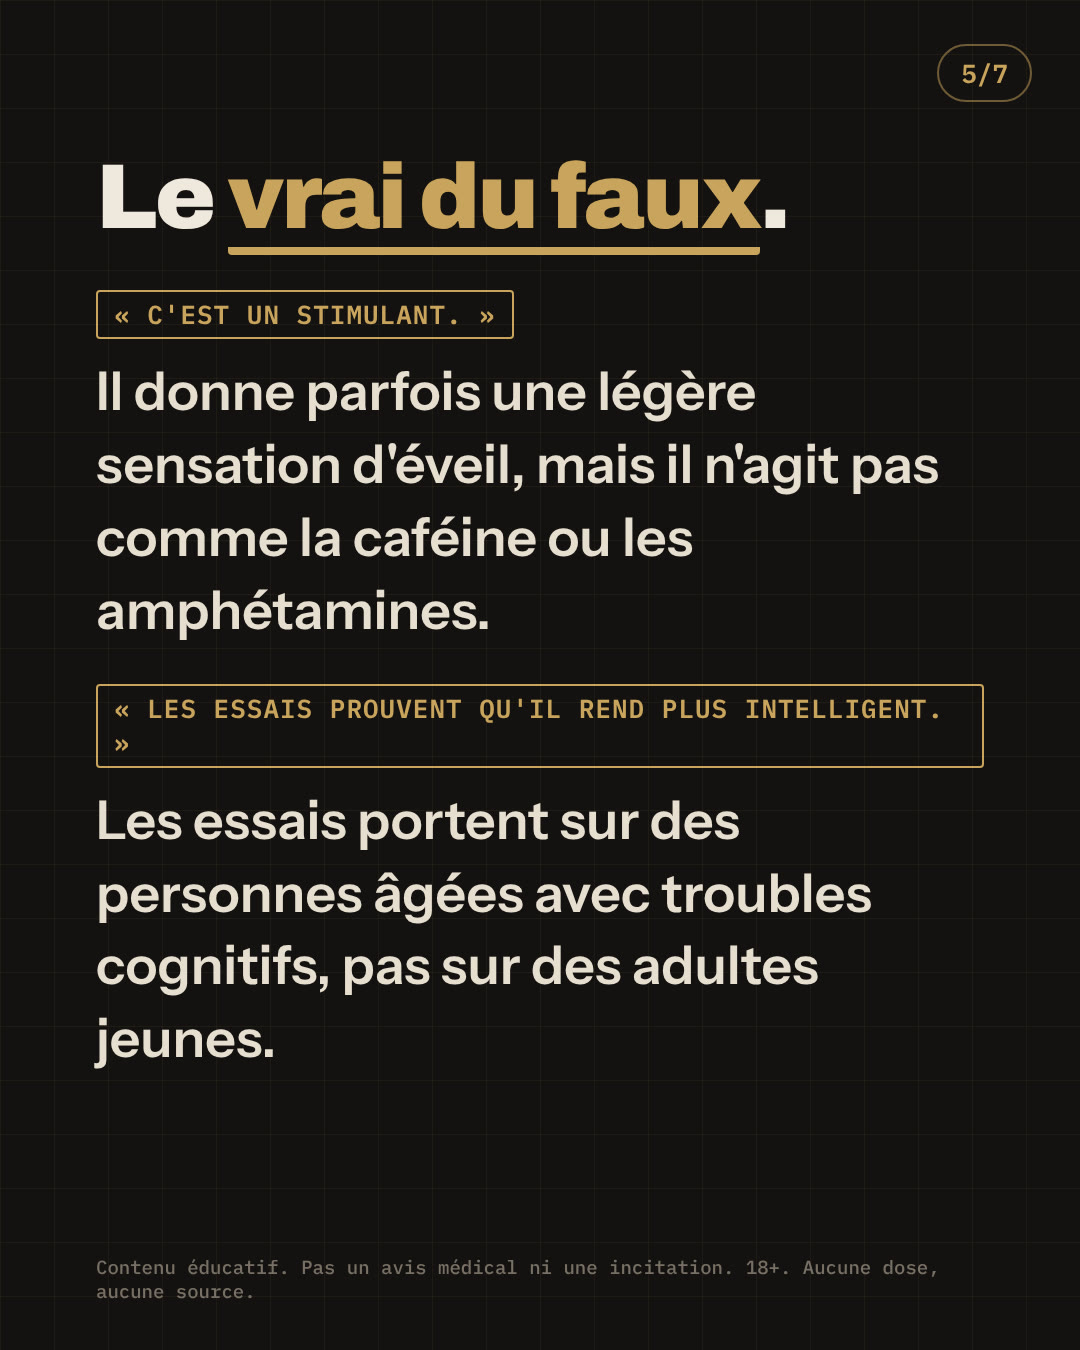 5/7
Le vrai du faux.
« C'EST UN STIMULANT. »
Il donne parfois une légère
sensation d'éveil, mais il n'agit pas
comme la caféine ou les
amphétamines.
« LES ESSAIS PROUVENT QU'IL REND PLUS INTELLIGENT.
»
Les essais portent sur des
personnes âgées avec troubles
cognitifs, pas sur des adultes
jeunes.
Contenu éducatif. Pas un avis médical ni une incitation. 18+. Aucune dose,
aucune source.